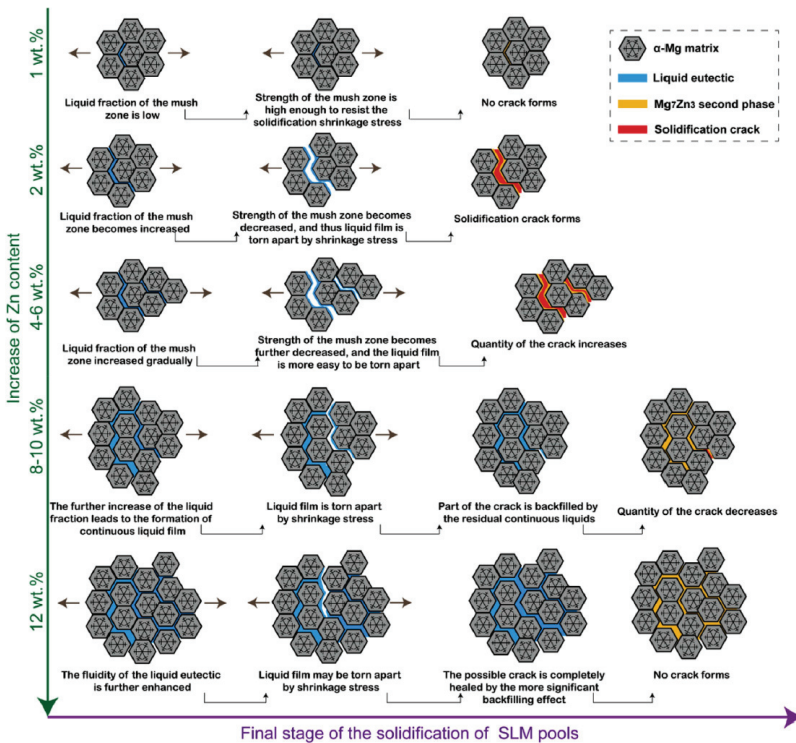 α-Mg matrix
Liquid eutectic
Mg7Zn3 second phase
Solidification crack
Increase of Zn content
1 wt.%
Liquid fraction of the mush
zone is low
Strength of the mush zone is
high enough to resist the
solidification shrinkage stress
No crack forms
2 wt.%
Liquid fraction of the mush
zone becomes increased
Strength of the mush zone becomes
decreased, and thus liquid film is
torn apart by shrinkage stress
Solidification crack forms
4-6 wt.%
Liquid fraction of the mush
zone increased gradually
Strength of the mush zone becomes
further decreased, and the liquid film
is more easy to be torn apart
Quantity of the crack increases
8-10 wt.%
The further increase of the liquid
fraction leads to the formation of
continuous liquid film
Liquid film is torn apart
by shrinkage stress
Part of the crack is backfilled by
the residual continuous liquids
Quantity of the crack decreases
12 wt.%
The fluidity of the liquid eutectic
is further enhanced
Liquid film may be torn apart
by shrinkage stress
The possible crack is completely
healed by the more significant
backfilling effect
No crack forms
Final stage of the solidification of SLM pools